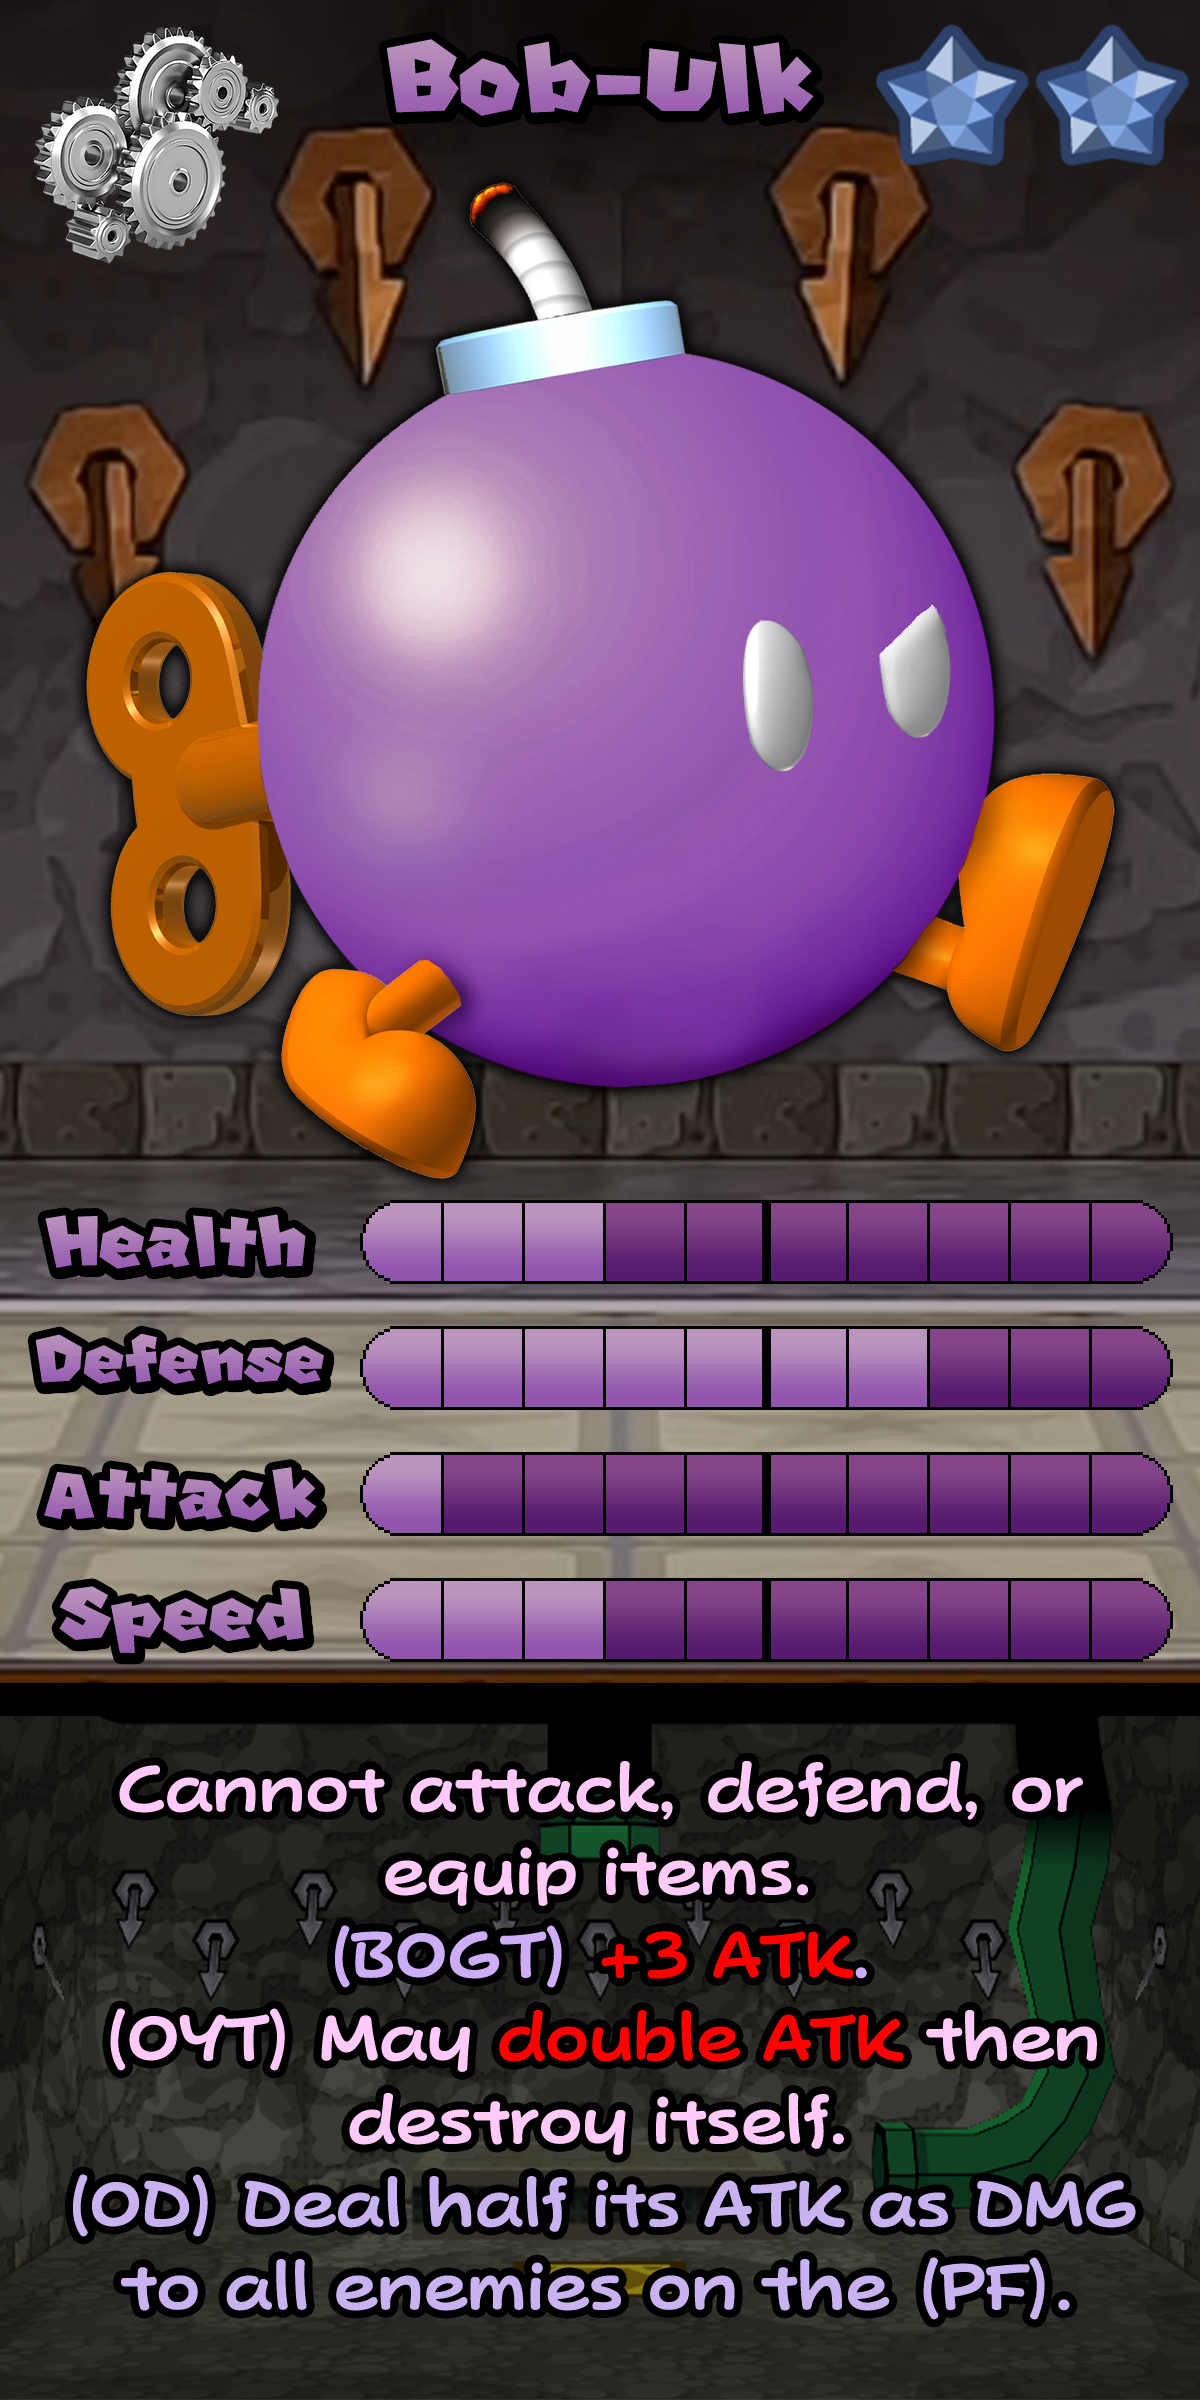 Bob-Ulk
Health
Defense
Attack
Speed
Cannot attack, defend, or
equip items.
(BOGT) +3 ATK.
(OYT) May double ATK then
destroy itself.
(OD) Deal half its ATK as DMG
to all enemies on the (PF).